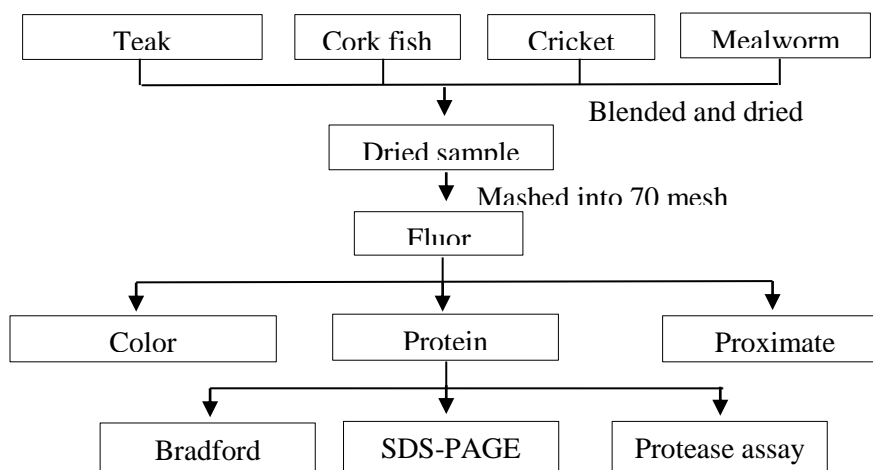 Teak
Cork fish
Cricket
Mealworm
Blended and dried
Dried sample
Mashed into 70 mesh
Fluor
Color
Protein
Proximate
Bradford
SDS-PAGE
Protease assay